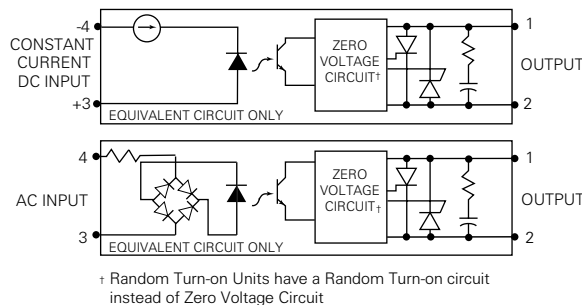 -4
CONSTANT
CURRENT
DC INPUT
+3
EQUIVALENT CIRCUIT ONLY
ZERO
VOLTAGE
CIRCUIT†
1
OUTPUT
2
4
AC INPUT
3
EQUIVALENT CIRCUIT ONLY
ZERO
VOLTAGE
CIRCUIT†
1
OUTPUT
2
† Random Turn-on Units have a Random Turn-on circuit
instead of Zero Voltage Circuit